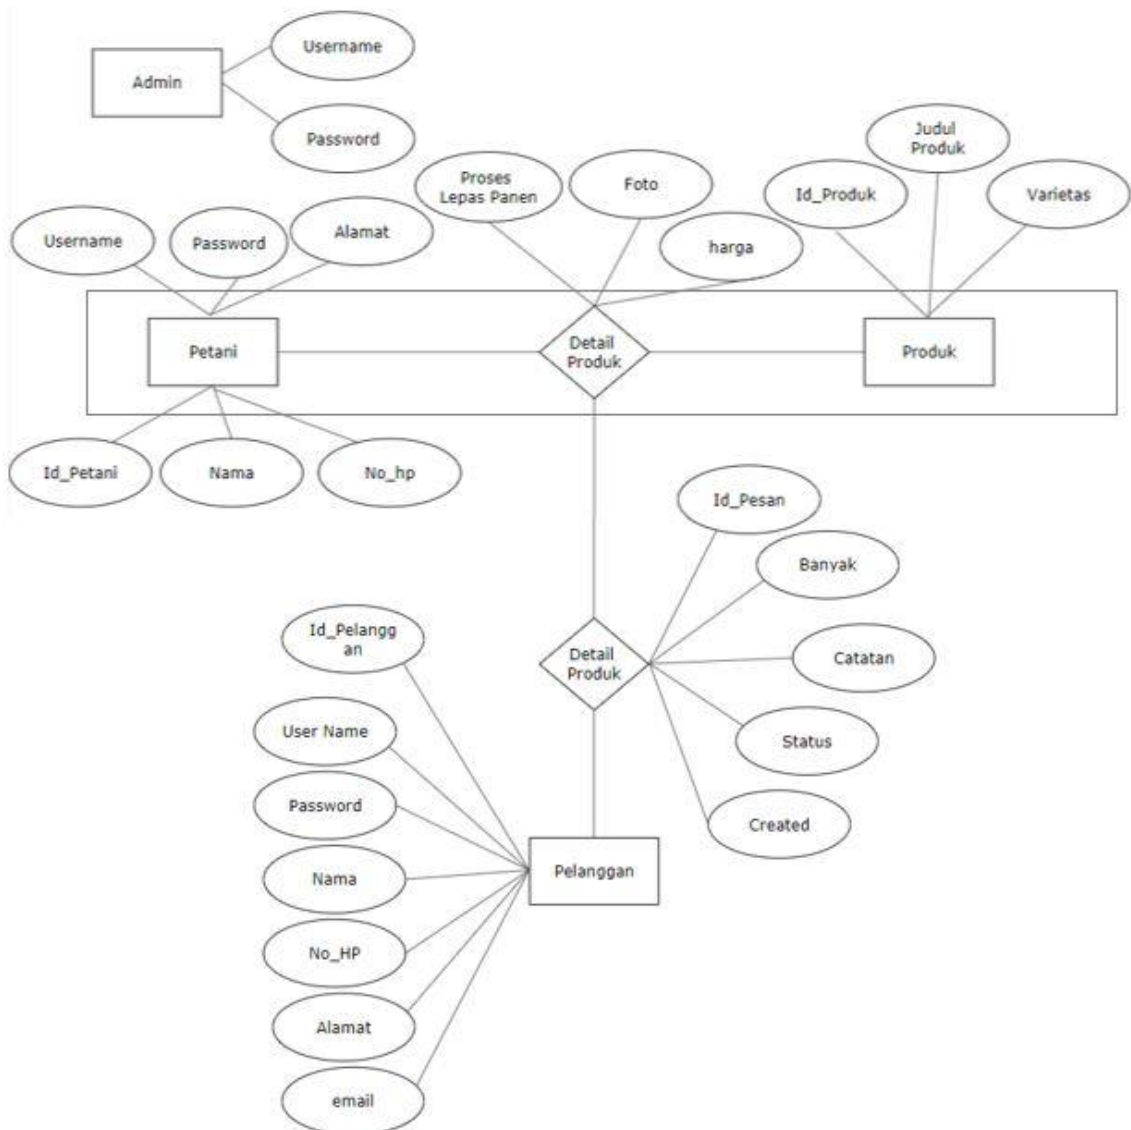 Username
Admin
Password
Judul
Produk
Proses
Lepas Panen
Foto
Id_Produk
Varietas
Username
Password
Alamat
harga
Petani
Detail
Produk
Produk
Id_Petani
Nama
No_hp
Id_Pesan
Banyak
Id_Pelangg
an
Detail
Produk
Catatan
User Name
Status
Password
Created
Nama
Pelanggan
No_HP
Alamat
email